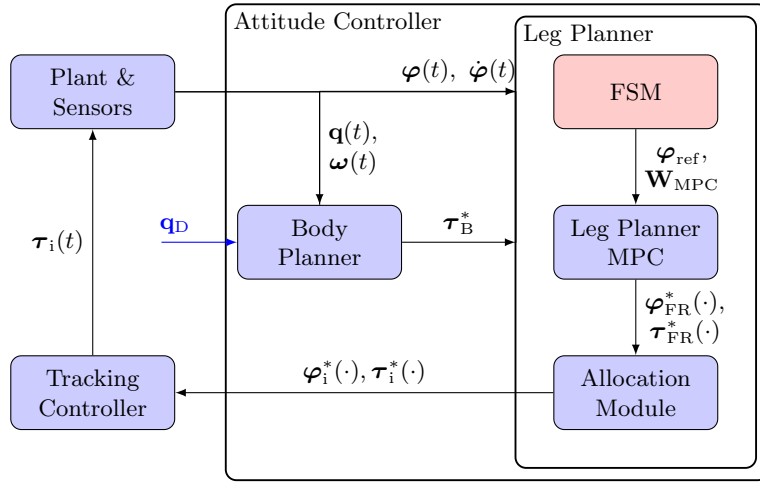 Attitude Controller
Leg Planner
Plant &
Sensors
𝝋(t), 𝝋̇(t)
FSM
q(t),
𝝎(t)
𝝋ref,
W_MPC
q_D
Body
Planner
𝝉*_B
Leg Planner
MPC
𝝉_i(t)
𝝋*_FR(·),
𝝉*_FR(·)
Tracking
Controller
𝝋*_i(·), 𝝉*_i(·)
Allocation
Module